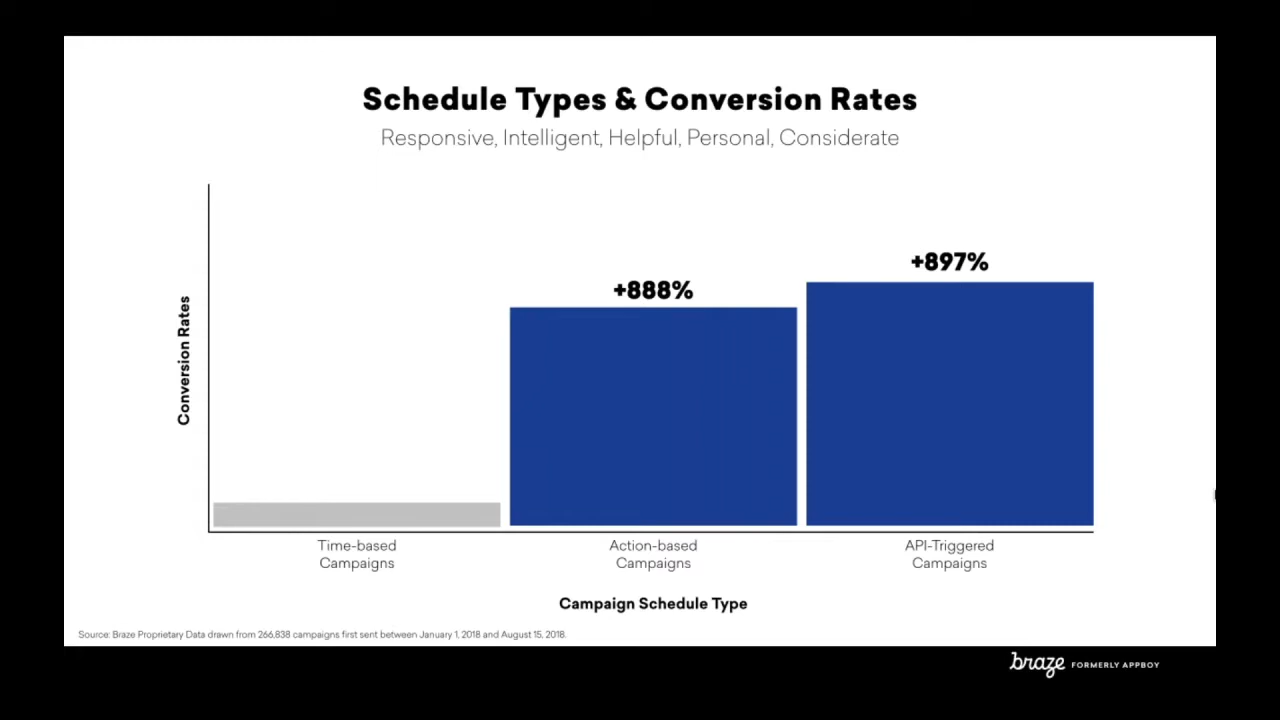 Schedule Types & Conversion Rates
Responsive, Intelligent, Helpful, Personal, Considerate
Conversion Rates
+888%
+897%
Time-based
Campaigns
Action-based
Campaigns
API-Triggered
Campaigns
Campaign Schedule Type
Source: Braze Proprietary Data drawn from 266,838 campaigns first sent between January 1, 2018 and August 15, 2018.
braze FORMERLY APPBOY